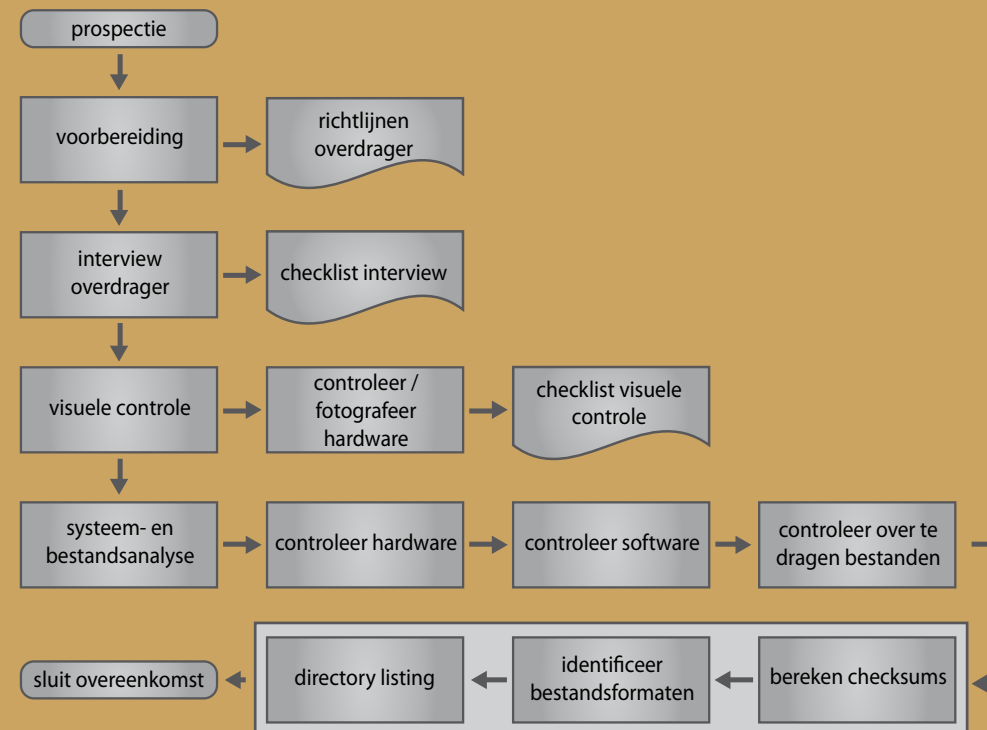 prospectie
voorbereiding
richtlijnen
overdrager
interview
overdrager
checklist interview
visuele controle
controleer /
fotografeer
hardware
checklist visuele
controle
systeem- en
bestandsanalyse
controleer hardware
controleer software
controleer over te
dragen bestanden
sluit overeenkomst
directory listing
identificeer
bestandsformaten
bereken checksums